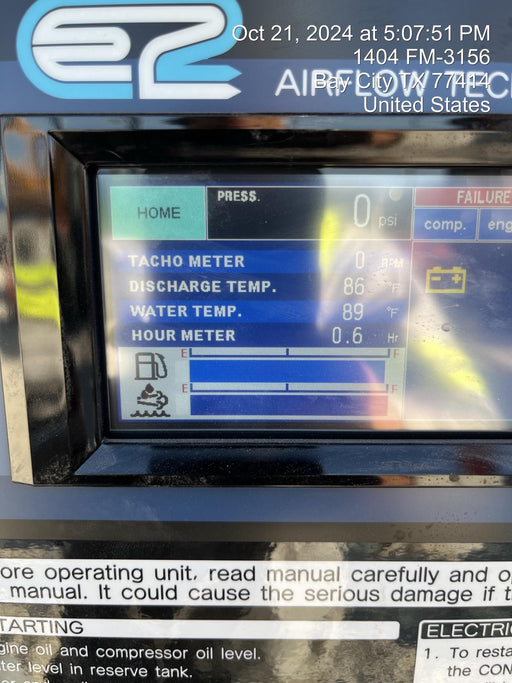 Oct 21, 2024 at 5:07:51 PM
1404 FM-3156
Bay City TX 77414
United States
AIRFLOW TEC
HOME
PRESS.
0 psi
FAILURE
comp. eng
TACHO METER 0 RPM
DISCHARGE TEMP. 86 °F
WATER TEMP. 89 °F
HOUR METER 0.6 Hr
E F
E F
ore operating unit, read manual carefully and o
manual. It could cause the serious damage if t
TARTING
gine oil and compressor oil level.
ter level in reserve tank.
ELECTRI
1. To resta
the CON